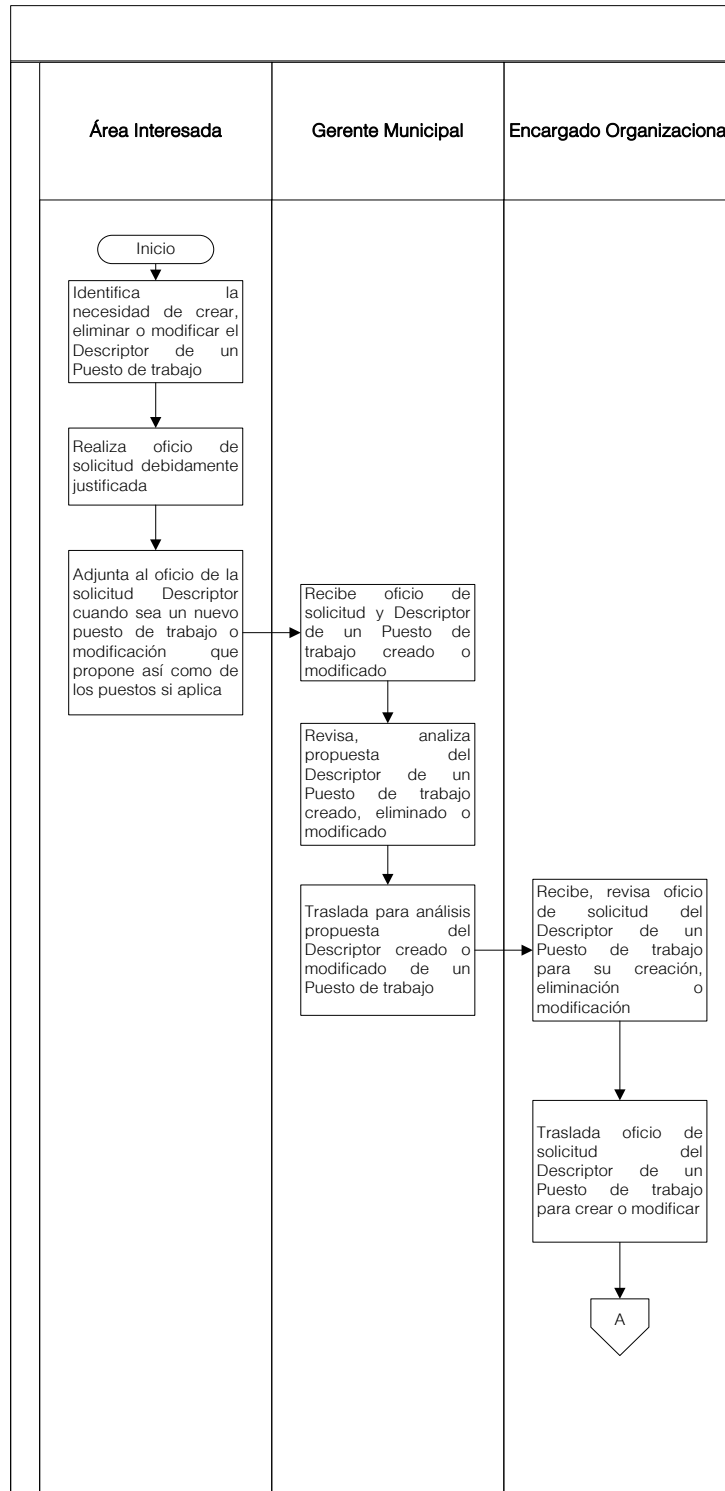 Área Interesada
Gerente Municipal
Encargado Organizaciona
Inicio
Identifica la
necesidad de crear,
eliminar o modificar el
Descriptor de un
Puesto de trabajo
Realiza oficio de
solicitud debidamente
justificada
Adjunta al oficio de la
solicitud Descriptor
cuando sea un nuevo
puesto de trabajo o
modificación que
propone así como de
los puestos si aplica
Recibe oficio de
solicitud y Descriptor
de un Puesto de
trabajo creado o
modificado
Revisa, analiza
propuesta del
Descriptor de un
Puesto de trabajo
creado, eliminado o
modificado
Traslada para análisis
propuesta del
Descriptor creado o
modificado de un
Puesto de trabajo
Recibe, revisa oficio
de solicitud del
Descriptor de un
Puesto de trabajo
para su creación,
eliminación o
modificación
Traslada oficio de
solicitud del
Descriptor de un
Puesto de trabajo
para crear o modificar
A